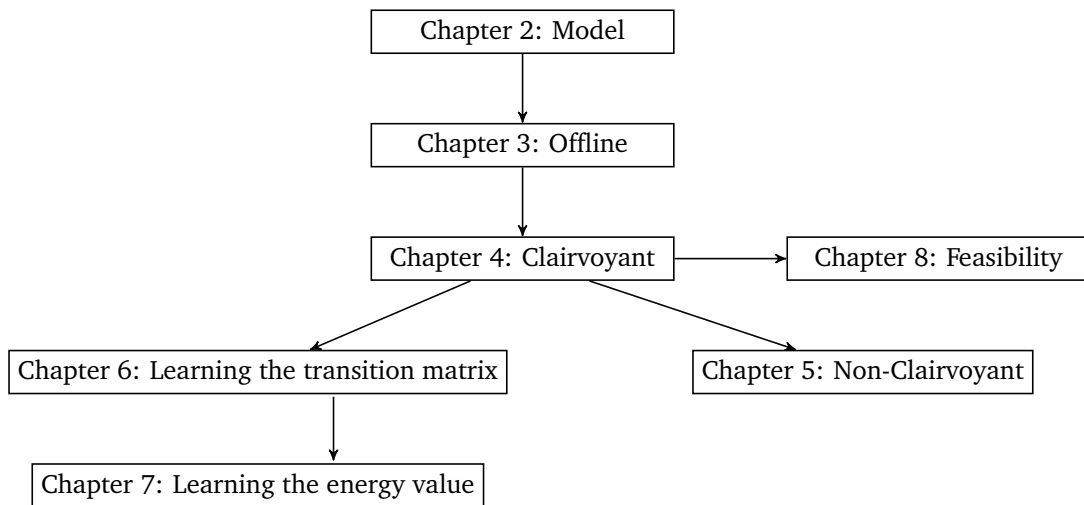 Chapter 2: Model
Chapter 3: Offline
Chapter 4: Clairvoyant
Chapter 8: Feasibility
Chapter 6: Learning the transition matrix
Chapter 5: Non-Clairvoyant
Chapter 7: Learning the energy value